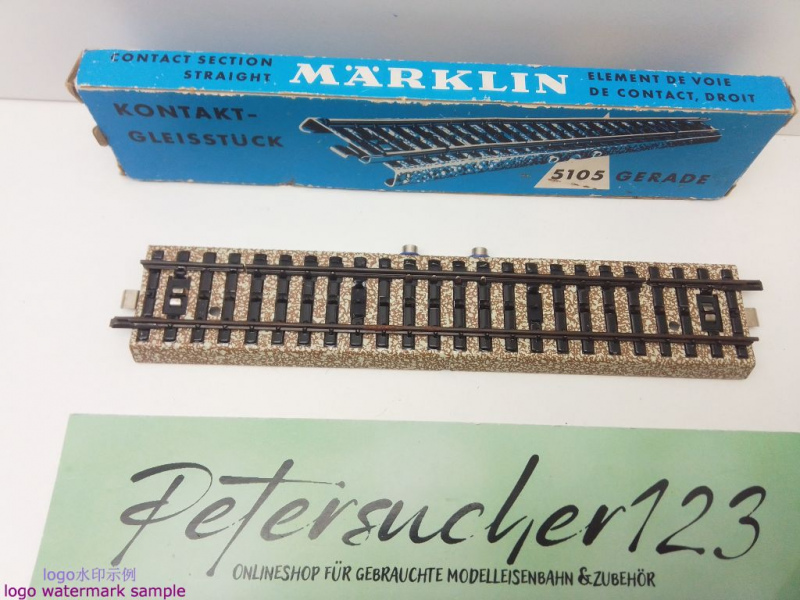 CONTACT SECTION
STRAIGHT
MÄRKLIN
ELEMENT DE VOIE
DE CONTACT, DROIT
KONTAKT-
GLEISSTÜCK
5105 GERADE
Petersucher123
ONLINESHOP FÜR GEBRAUCHTE MODELLEISENBAHN & ZUBEHÖR
logo水印示例
logo watermark sample